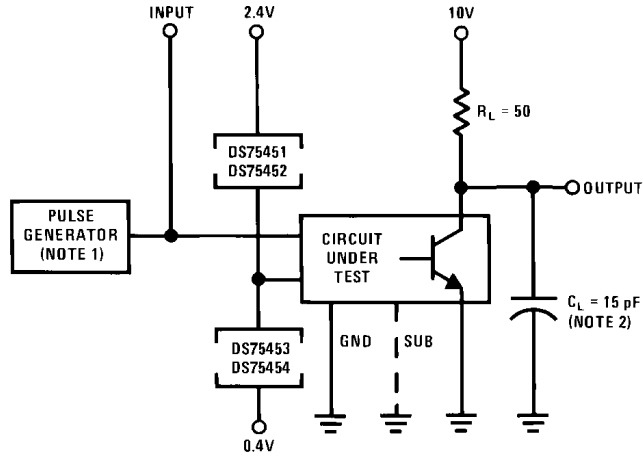 INPUT
2.4V
10V
R_L = 50
DS75451
DS75452
OUTPUT
PULSE
GENERATOR
(NOTE 1)
CIRCUIT
UNDER
TEST
C_L = 15 pF
(NOTE 2)
DS75453
DS75454
GND
SUB
0.4V